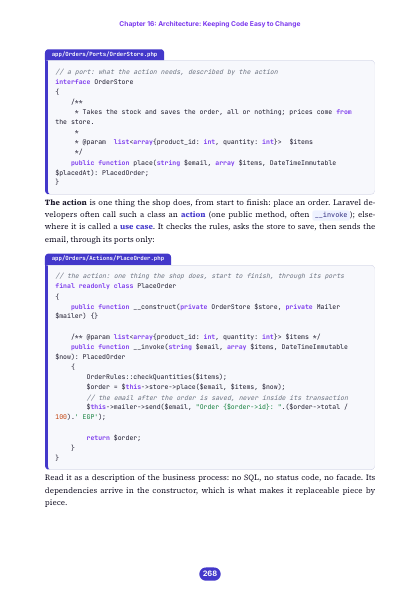 Chapter 16: Architecture: Keeping Code Easy to Change
app/Orders/Ports/OrderStore.php
// a port: what the action needs, described by the action
interface OrderStore
{
/**
* Takes the stock and saves the order, all or nothing; prices come from
the store.
*
* @param  list<array{product_id: int, quantity: int}>  $items
*/
public function place(string $email, array $items, DateTimeImmutable
$placedAt): PlacedOrder;
}
The action is one thing the shop does, from start to finish: place an order. Laravel de-
velopers often call such a class an action (one public method, often __invoke); else-
where it is called a use case. It checks the rules, asks the store to save, then sends the
email, through its ports only:
app/Orders/Actions/PlaceOrder.php
// the action: one thing the shop does, start to finish, through its ports
final readonly class PlaceOrder
{
public function __construct(private OrderStore $store, private Mailer
$mailer) {}
/** @param list<array{product_id: int, quantity: int}> $items */
public function __invoke(string $email, array $items, DateTimeImmutable
$now): PlacedOrder
{
OrderRules::checkQuantities($items);
$order = $this->store->place($email, $items, $now);
// the email after the order is saved, never inside its transaction
$this->mailer->send($email, "Order {$order->id}: ".($order->total /
100).' EGP');
return $order;
}
}
Read it as a description of the business process: no SQL, no status code, no facade. Its
dependencies arrive in the constructor, which is what makes it replaceable piece by
piece.
268